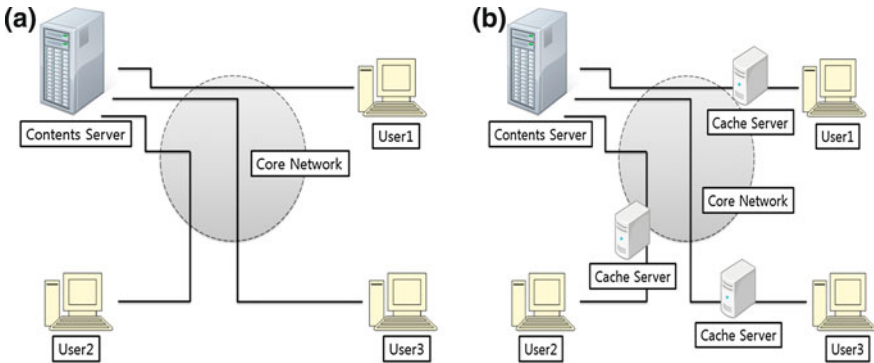 (a)
Contents Server
User1
Core Network
User2
User3
(b)
Contents Server
Cache Server
User1
Core Network
Cache Server
User2
Cache Server
User3